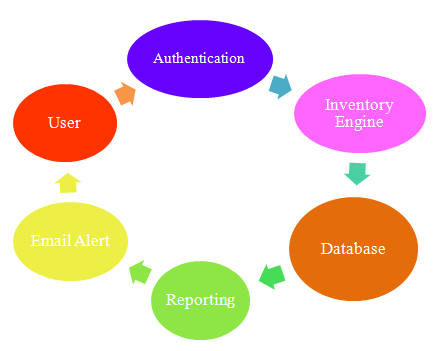 Authentication
Inventory
Engine
Database
Reporting
Email Alert
User